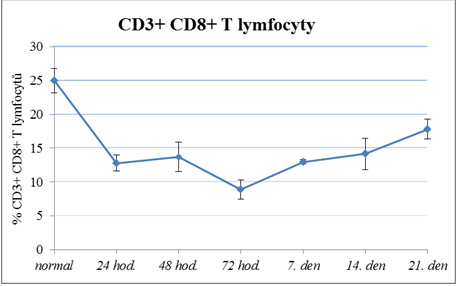 CD3+ CD8+ T lymfocyty
% CD3+ CD8+ T lymfocytů
30
25
20
15
10
5
0
normal 24 hod. 48 hod. 72 hod. 7. den 14. den 21. den